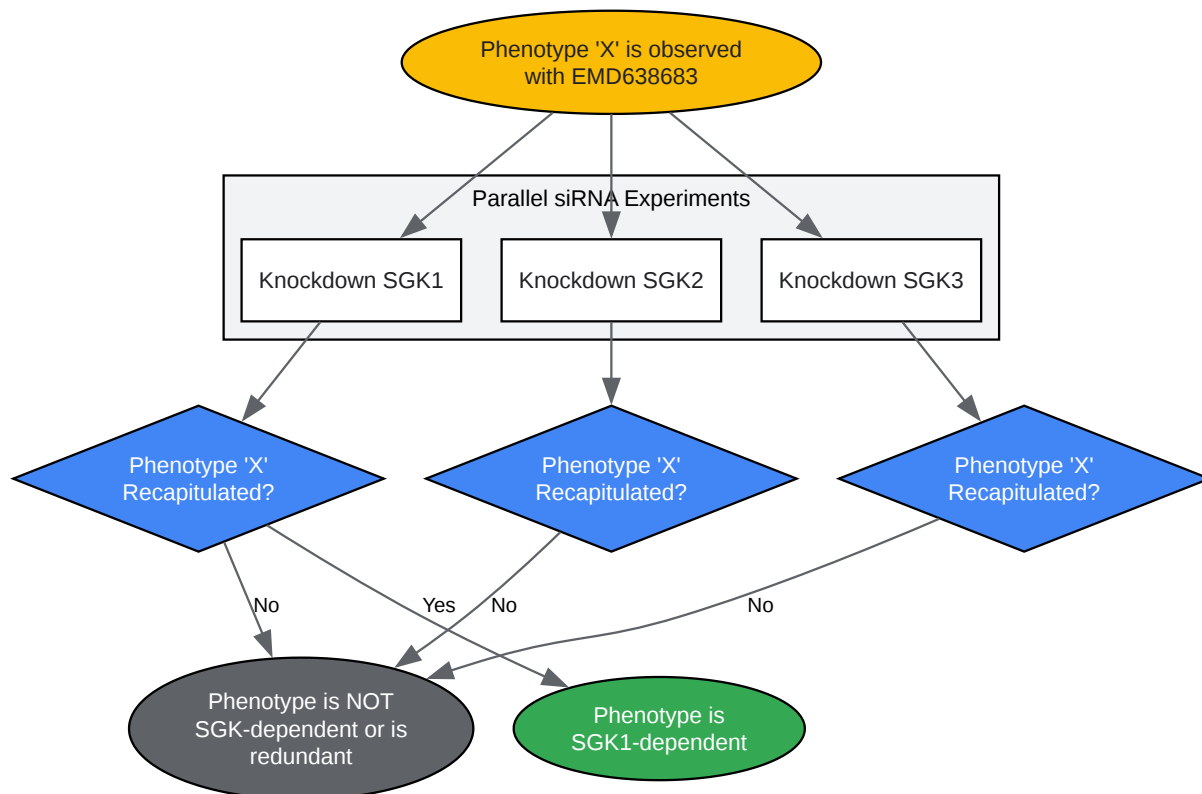 Phenotype 'X' is observed
with EMD638683
Parallel siRNA Experiments
Knockdown SGK1
Knockdown SGK2
Knockdown SGK3
Phenotype 'X'
Recapitulated?
Phenotype 'X'
Recapitulated?
Phenotype 'X'
Recapitulated?
No
Yes
No
No
Phenotype is NOT
SGK-dependent or is
redundant
Phenotype is
SGK1-dependent